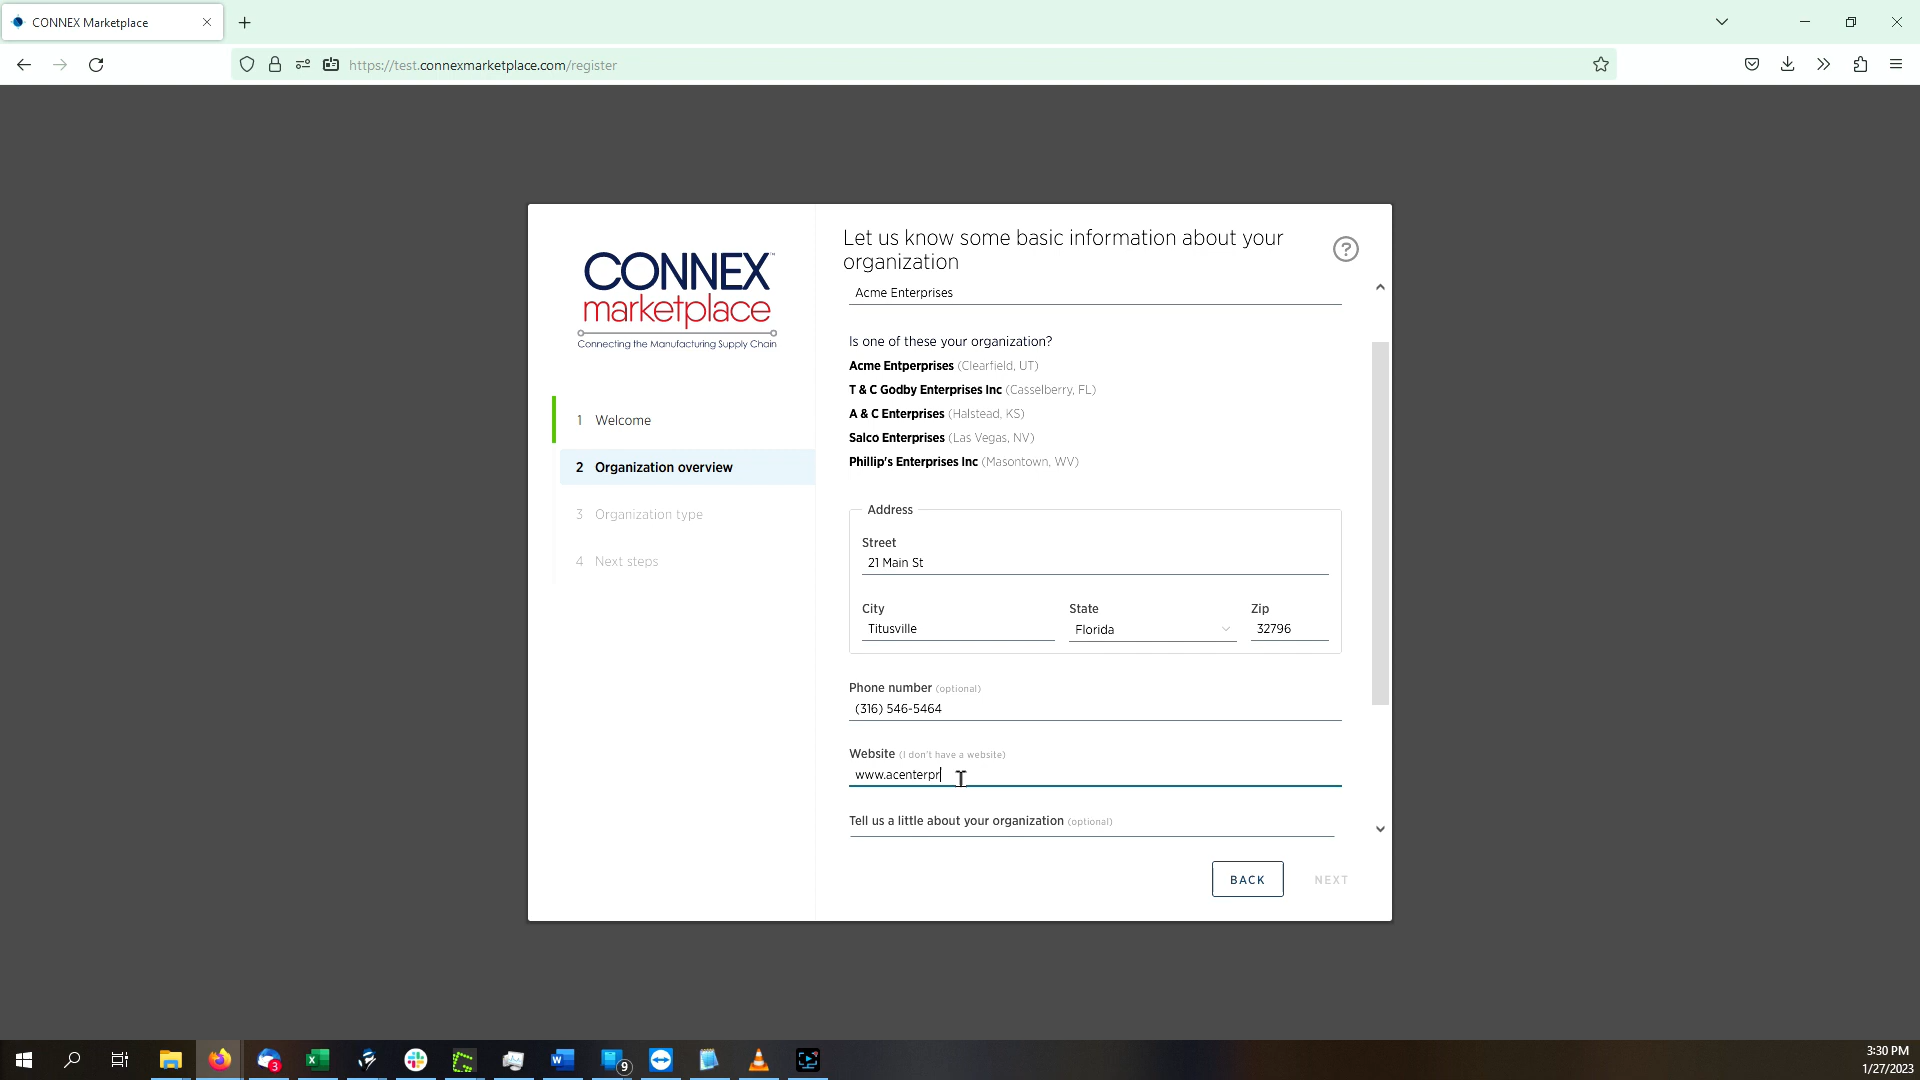 CONNEX Marketplace
https://test.connexmarketplace.com/register
CONNEX™
marketplace
Connecting the Manufacturing Supply Chain
1 Welcome
2 Organization overview
3 Organization type
4 Next steps
Let us know some basic information about your
organization
?
Acme Enterprises
Is one of these your organization?
Acme Entperprises (Clearfield, UT)
T & C Godby Enterprises Inc (Casselberry, FL)
A & C Enterprises (Halstead, KS)
Salco Enterprises (Las Vegas, NV)
Phillip's Enterprises Inc (Masontown, WV)
Address
Street
21 Main St
City State Zip
Titusville Florida 32796
Phone number (optional)
(316) 546-5464
Website (I don't have a website)
www.acenterpr
Tell us a little about your organization (optional)
BACK NEXT
3 9
3:30 PM
1/27/2023